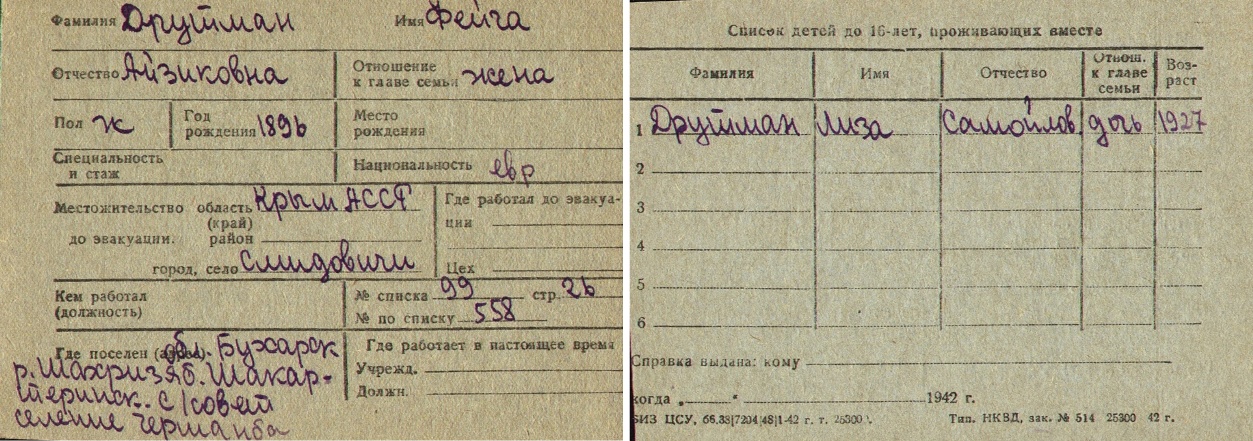 Фамилия Друтман Имя Фейга
Отчество Айзиковна Отношение к главе семьи жена
Пол ж Год рождения 1896 Место рождения
Специальность и стаж Национальность евр
Местожительство до эвакуации. область (край) Крым АССР Где работал до эвакуации
район
город, село Смидовичи Цех
Кем работал (должность) № списка 99 стр. 26
№ по списку 558
Где поселен (адрес) обл. Бухарск Где работает в настоящее время
р. Шахризяб. Шакар- Учрежд.
теринск. с/совет Должн.
селение
Список детей до 16-лет, проживающих вместе
Фамилия Имя Отчество Отнош. к главе семьи Возраст
1 Друтман Лиза Самойлов. дочь 1927
2
3
4
5
6
Справка выдана: кому
когда „ “ 1942 г.
БИЗ ЦСУ, Тип. НКВД, зак. № 514 25300 42 г.